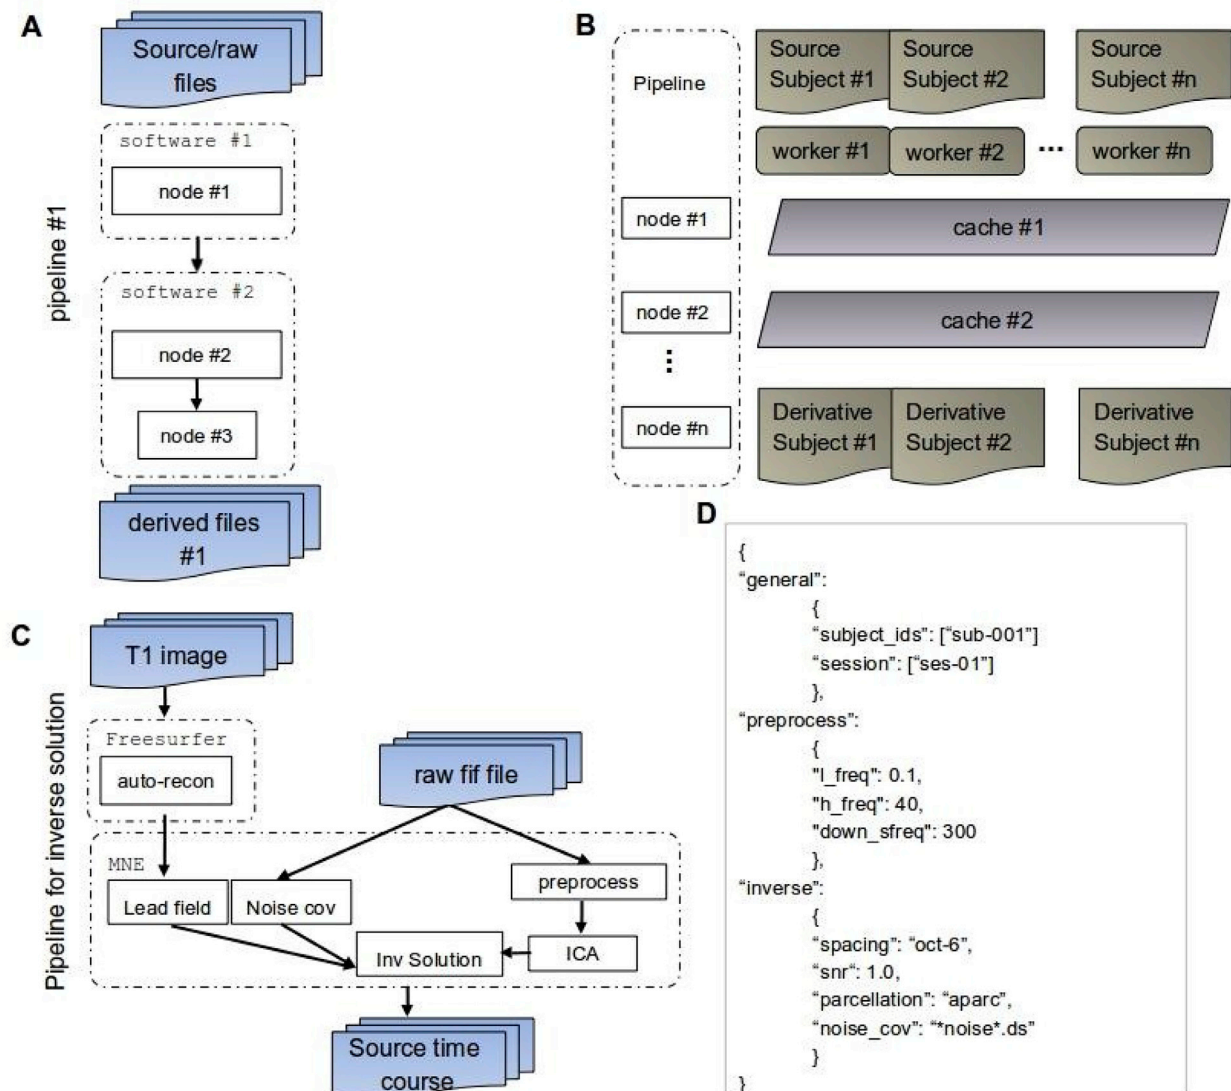 A
Source/raw
files
pipeline #1
software #1
node #1
software #2
node #2
node #3
derived files
#1
B
Pipeline
Source
Subject #1
Source
Subject #2
Source
Subject #n
worker #1
worker #2
...
worker #n
node #1
cache #1
node #2
cache #2
node #n
Derivative
Subject #1
Derivative
Subject #2
Derivative
Subject #n
C
Pipeline for inverse solution
T1 image
Freesurfer
auto-recon
raw fif file
MNE
Lead field
Noise cov
preprocess
Inv Solution
ICA
Source time
course
D
{
“general”:
{
“subject_ids”: [“sub-001”]
“session”: [“ses-01”]
},
“preprocess”:
{
"l_freq": 0.1,
"h_freq": 40,
"down_sfreq": 300
},
“inverse”:
{
“spacing”: “oct-6”,
“snr“: 1.0,
“parcellation”: “aparc”,
“noise_cov”: “*noise*.ds”
}
}